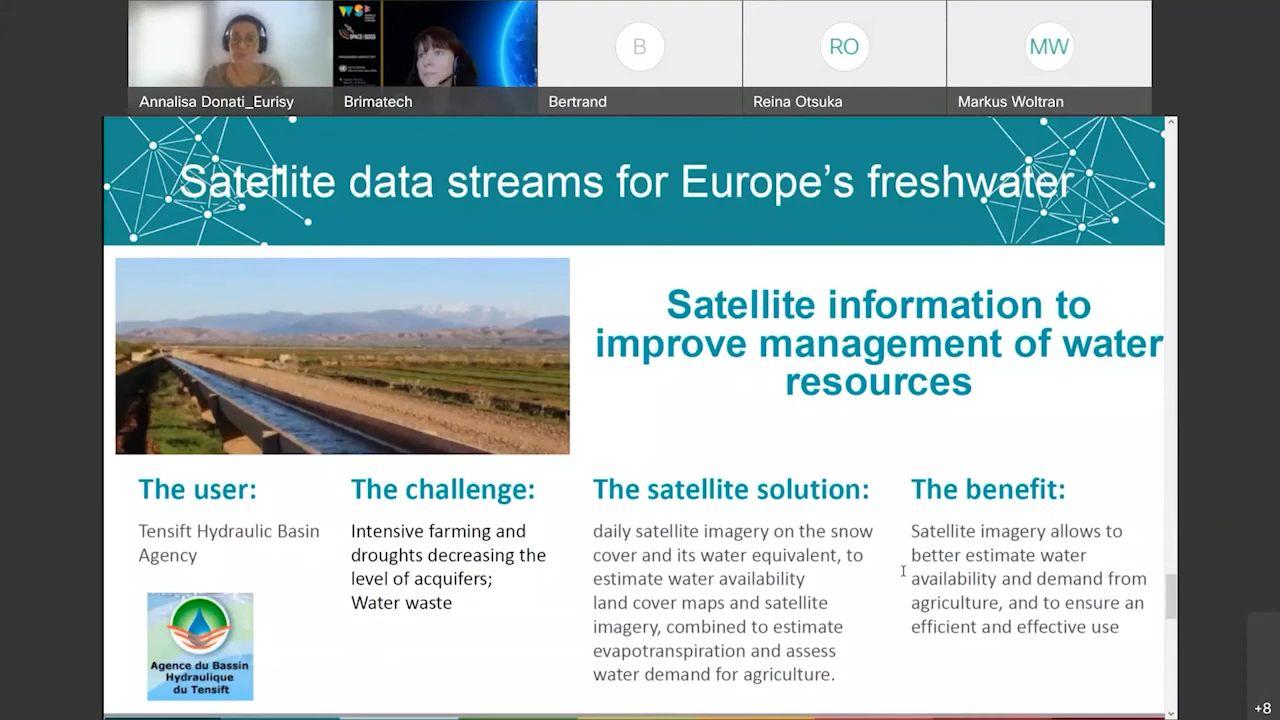 WSF
SPACE4SDGS
B
RO
MW
Annalisa Donati_Eurisy
Brimatech
Bertrand
Reina Otsuka
Markus Woltran
Satellite data streams for Europe's freshwater
Satellite information to
improve management of water
resources
The user:
Tensift Hydraulic Basin
Agency
Agence du Bassin
Hydraulique
du Tensift
The challenge:
Intensive farming and
droughts decreasing the
level of acquifers;
Water waste
The satellite solution:
daily satellite imagery on the snow
cover and its water equivalent, to
estimate water availability
land cover maps and satellite
imagery, combined to estimate
evapotranspiration and assess
water demand for agriculture.
The benefit:
Satellite imagery allows to
better estimate water
availability and demand from
agriculture, and to ensure an
efficient and effective use
+8